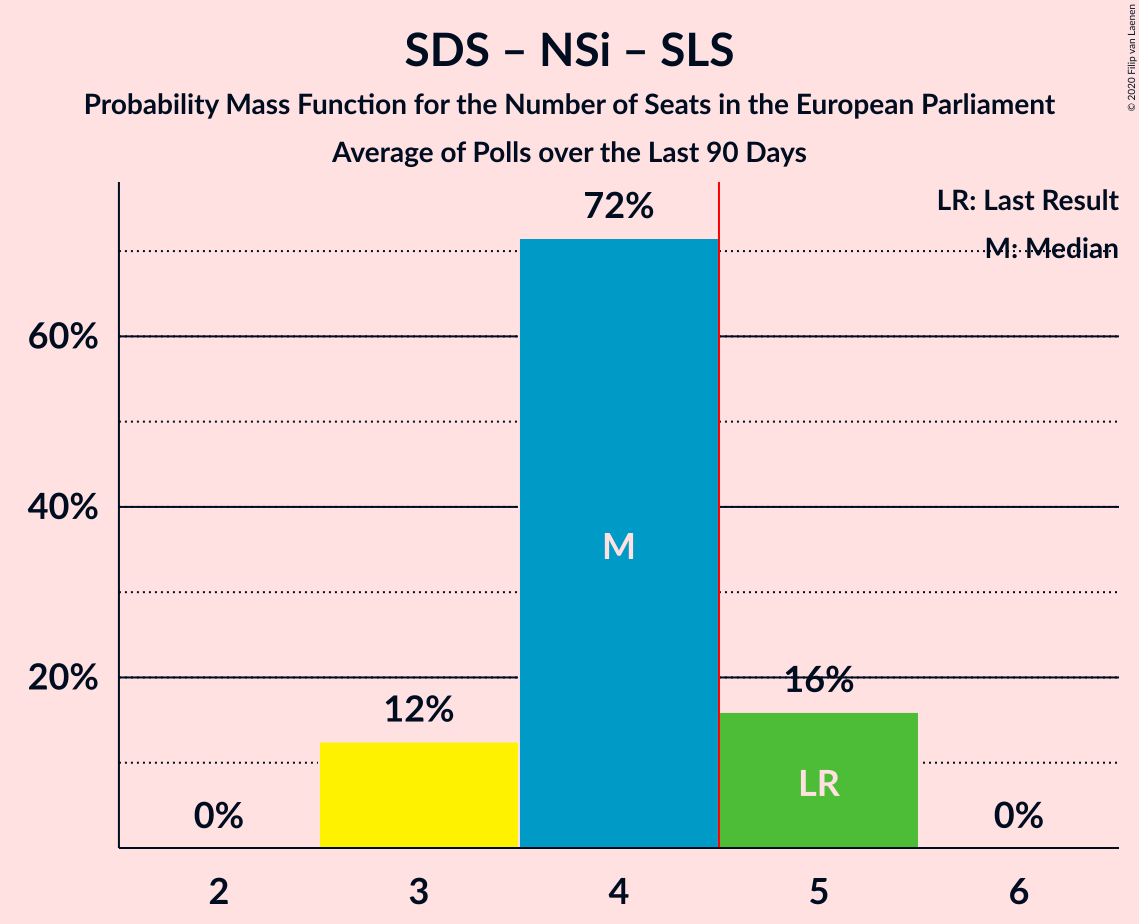 SDS – NSi – SLS
Probability Mass Function for the Number of Seats in the European Parliament
Average of Polls over the Last 90 Days
© 2020 Filip van Laenen
LR: Last Result
M: Median
72%
60%
40%
20%
M
12%
16%
LR
0%
0%
2 3 4 5 6